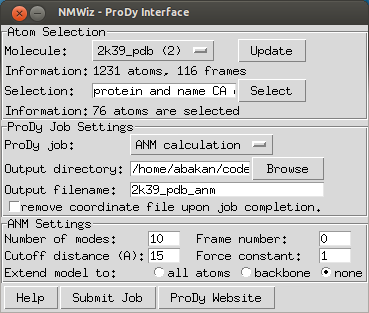 NMWiz - ProDy Interface
Atom Selection
Molecule: 2k39_pdb (2) Update
Information: 1231 atoms, 116 frames
Selection: protein and name CA Select
Information: 76 atoms are selected
ProDy Job Settings
ProDy job: ANM calculation
Output directory: /home/abakan/code Browse
Output filename: 2k39_pdb_anm
remove coordinate file upon job completion.
ANM Settings
Number of modes: 10 Frame number: 0
Cutoff distance (A): 15 Force constant: 1
Extend model to: all atoms backbone none
Help Submit Job ProDy Website